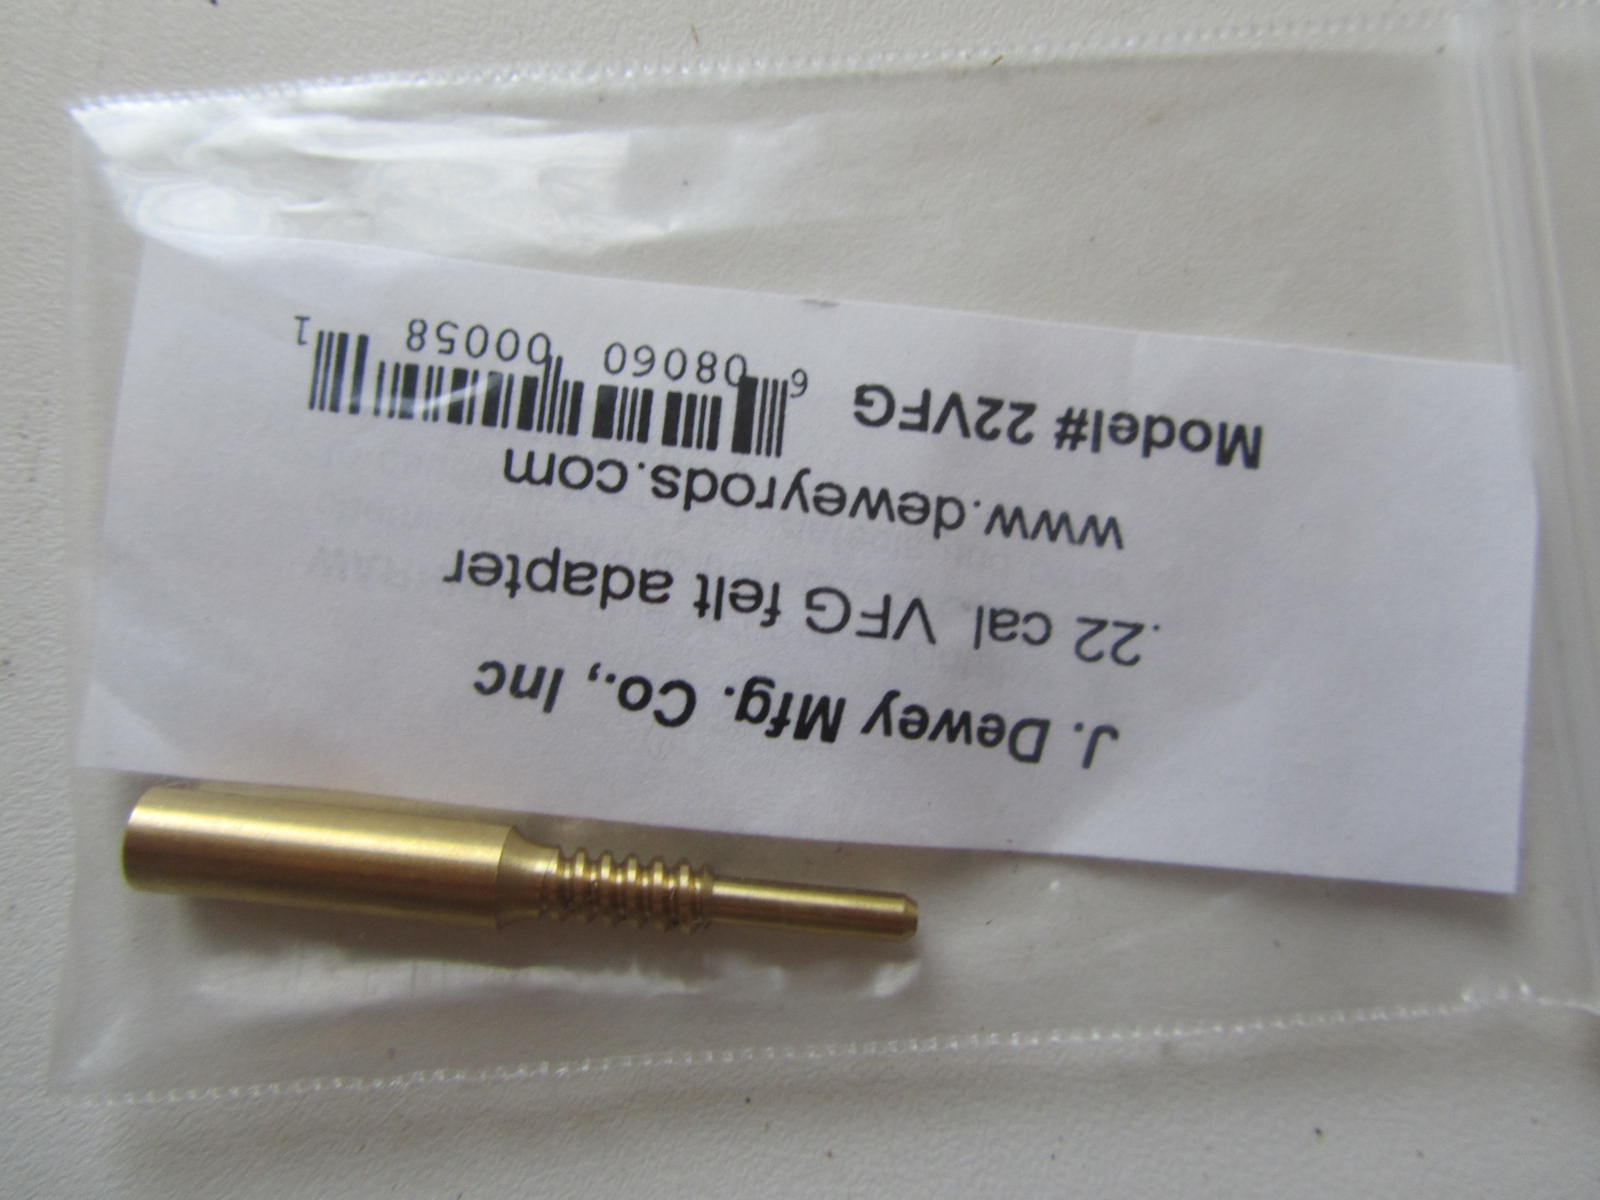 J. Dewey Mfg. Co., Inc
.22 cal VFG felt adapter
www.deweyrods.com
Model# 22VFG
6 08060 00058 1